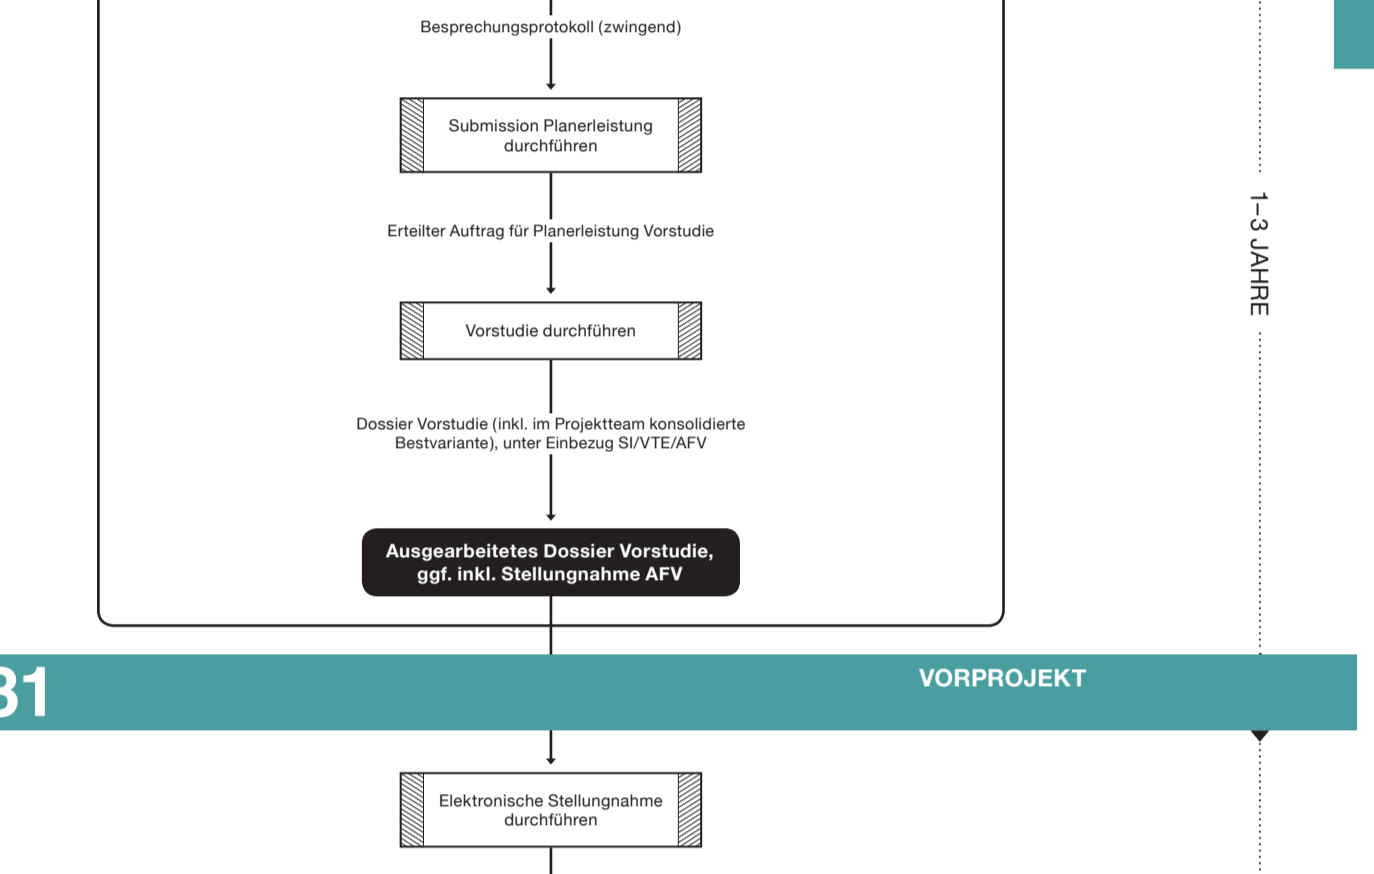 Besprechungsprotokoll (zwingend)
Submission Planerleistung
durchführen
Erteilter Auftrag für Planerleistung Vorstudie
1–3 JAHRE
Vorstudie durchführen
Dossier Vorstudie (inkl. im Projektteam konsolidierte
Bestvariante), unter Einbezug SI/VTE/AFV
Ausgearbeitetes Dossier Vorstudie,
ggf. inkl. Stellungnahme AFV
31
VORPROJEKT
Elektronische Stellungnahme
durchführen